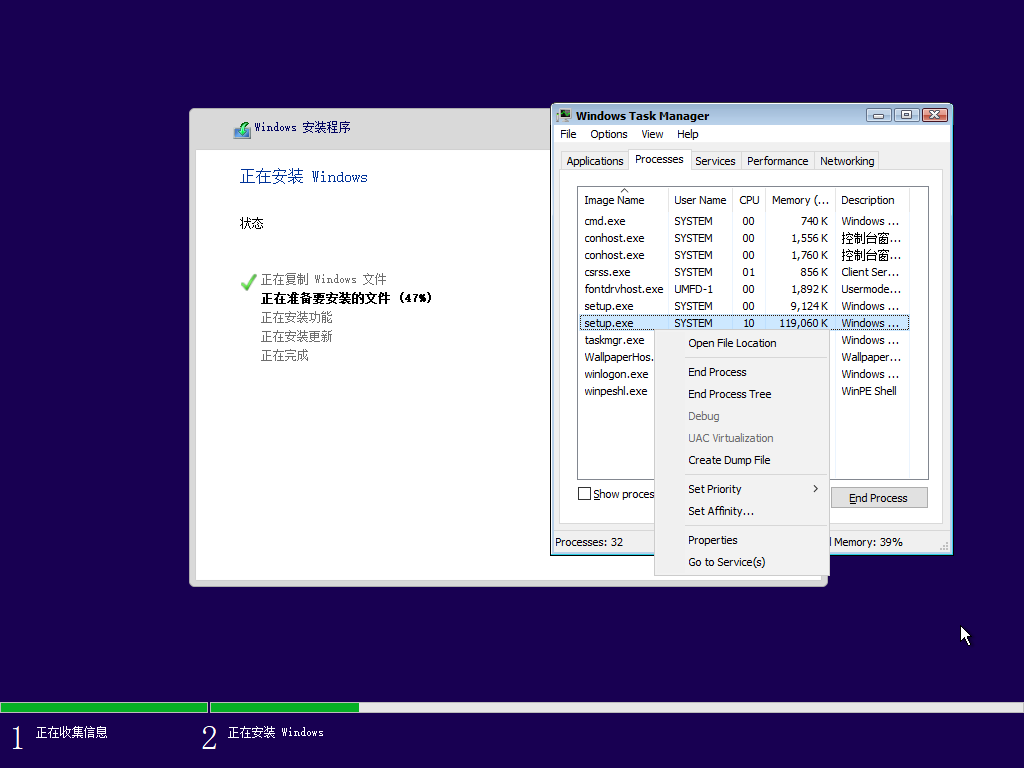 Windows 安装程序
正在安装 Windows
状态
正在复制 Windows 文件
正在准备要安装的文件 (47%)
正在安装功能
正在安装更新
正在完成
Windows Task Manager
File Options View Help
Applications Processes Services Performance Networking
Image Name User Name CPU Memory (... Description
cmd.exe SYSTEM 00 740 K Windows ...
conhost.exe SYSTEM 00 1,556 K 控制台窗...
conhost.exe SYSTEM 00 1,760 K 控制台窗...
csrss.exe SYSTEM 01 856 K Client Ser...
fontdrvhost.exe UMFD-1 00 1,892 K Usermode...
setup.exe SYSTEM 00 9,124 K Windows ...
setup.exe SYSTEM 10 119,060 K Windows ...
taskmgr.exe Windows ...
WallpaperHos. Wallpaper...
winlogon.exe Windows ...
winpeshl.exe WinPE Shell
Open File Location
End Process
End Process Tree
Debug
UAC Virtualization
Create Dump File
Set Priority
Set Affinity...
Properties
Go to Service(s)
Show proces
End Process
Processes: 32
Memory: 39%
1 正在收集信息
2 正在安装 Windows